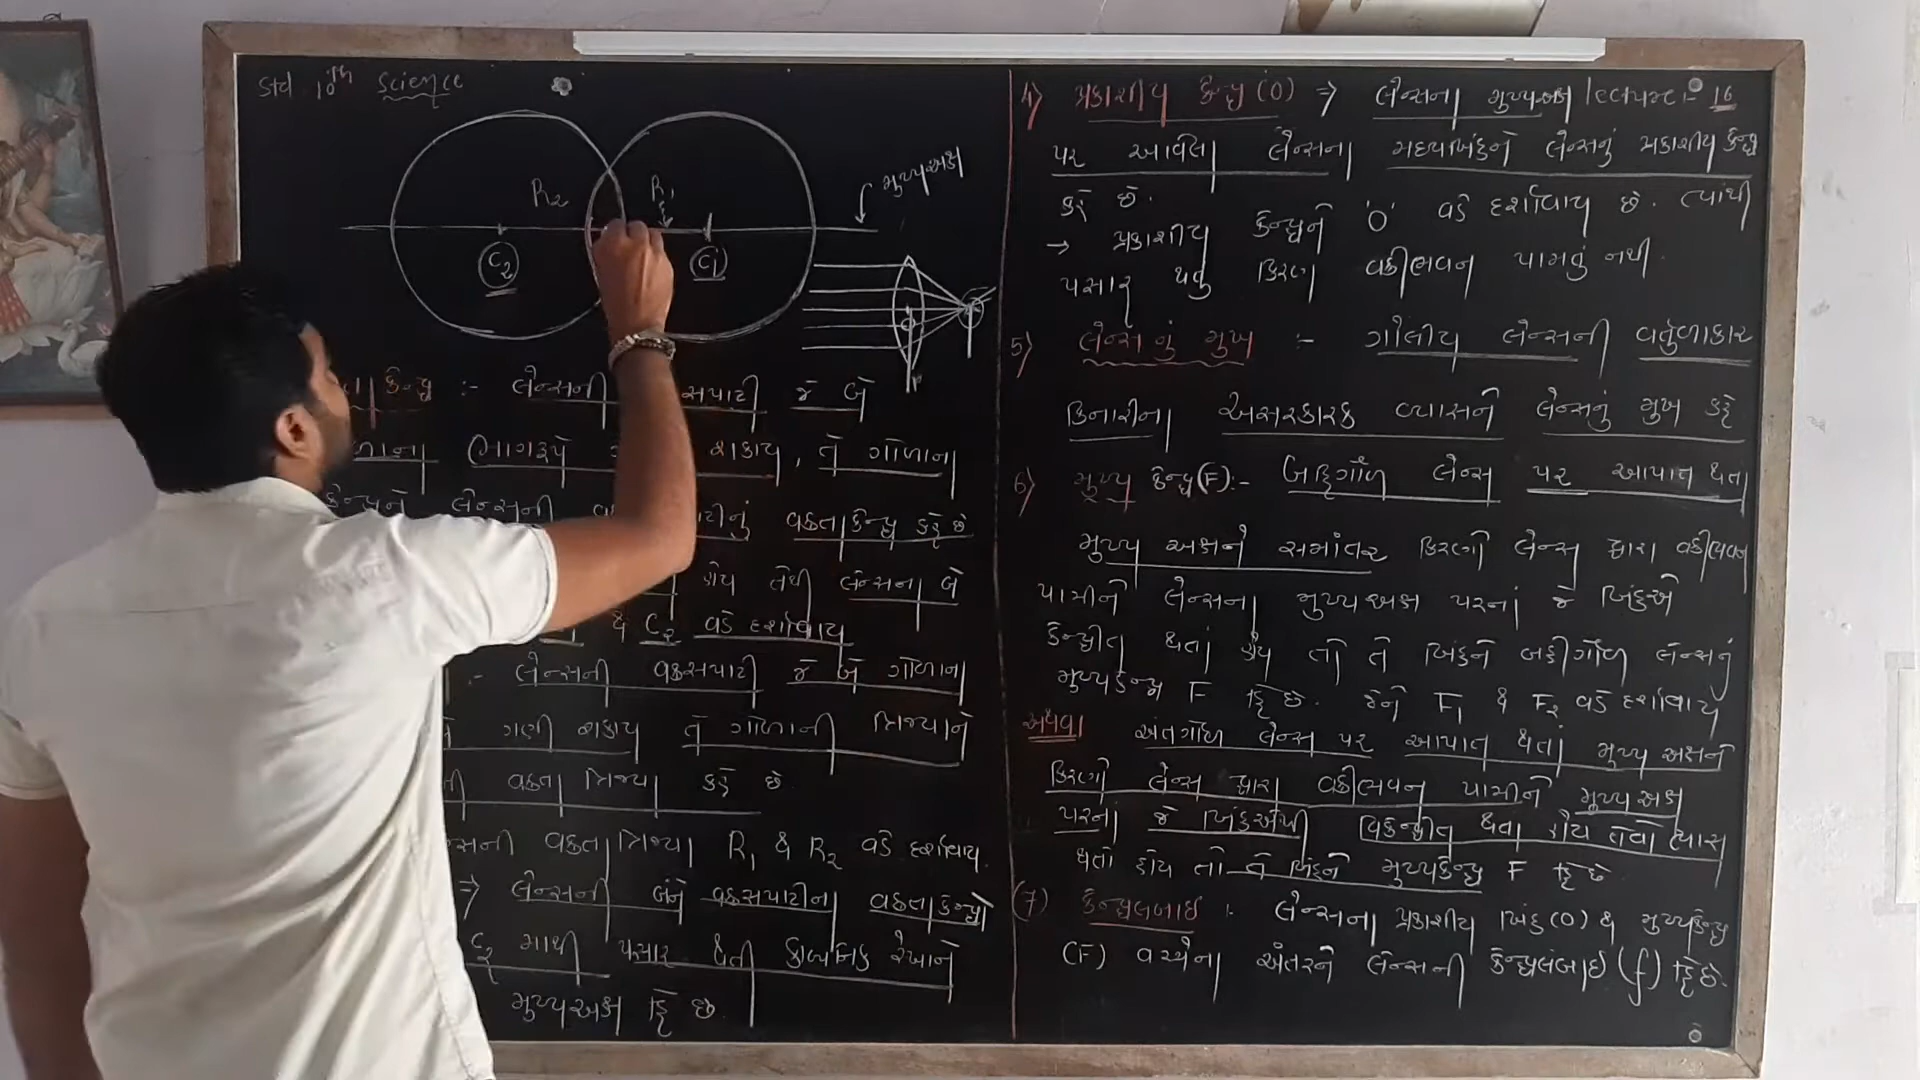 Std 10th Science
R2
R1
મુખ્યઅક્ષ
C2
C1
કેન્દ્ર :- લેન્સની સપાટી જે બે
ભાગરૂપે શકાય, તે ગોળાના
કેન્દ્રને લેન્સની વક્રતાકેન્દ્ર કહે છે
હોય તેથી લેન્સના બે
& C2 વડે દર્શાવાય
:- લેન્સની વક્રસપાટી જે બે ગોળાના
ગણી શકાય તે ગોળાની ત્રિજ્યાને
વક્રતા ત્રિજ્યા કહે છે.
વક્રતા ત્રિજ્યા R1 & R2 વડે દર્શાવાય.
=> લેન્સની બંને વક્રસપાટીના વક્રતાકેન્દ્રો
C2 માથી પસાર થતી કાલ્પનિક રેખાને
મુખ્યઅક્ષ કહે છે.
4) પ્રકાશીય કેન્દ્ર (O) => લેન્સના મુખ્યઅક્ષ
:- 16
પર આવેલા લેન્સના મધ્યબિંદુને લેન્સનું પ્રકાશીય કેન્દ્ર
કહે છે.
→ પ્રકાશીય કેન્દ્રને 'O' વડે દર્શાવાય છે. ત્યાંથી
પસાર થતું કિરણ વક્રીભવન પામતું નથી.
5) લેન્સનું મુખ :- ગોલીય લેન્સની વર્તુળાકાર
કિનારીના અસરકારક વ્યાસને લેન્સનું મુખ કહે
6) મુખ્ય કેન્દ્ર (F) :- બહિર્ગોળ લેન્સ પર આપાત થતા
મુખ્ય અક્ષને સમાંતર કિરણો લેન્સ દ્વારા વક્રીભવન
પામીને લેન્સના મુખ્યઅક્ષ પરનાં જે બિંદુએ
કેન્દ્રીત થતાં હોય તો તે બિંદુને બહીર્ગોળ લેન્સનું
મુખ્યકેન્દ્ર F કહે છે. જેને F1 & F2 વડે દર્શાવાય
અથવા અંતર્ગોળ લેન્સ પર આપાત થતાં મુખ્ય અક્ષને
કિરણો લેન્સ દ્વારા વક્રીભવન પામીને મુખ્ય અક્ષ
પરનાં જે બિંદુએથી વિકેન્દ્રીત થતા હોય તેવો ભાસ
થતો હોય તો તે બિંદુને મુખ્યકેન્દ્ર F કહે છે
(7) કેન્દ્રલંબાઈ :- લેન્સના પ્રકાશીય બિંદુ (O) & મુખ્યકેન્દ્ર
(F) વચ્ચેના અંતરને લેન્સની કેન્દ્રલંબાઈ (f) કહે છે.